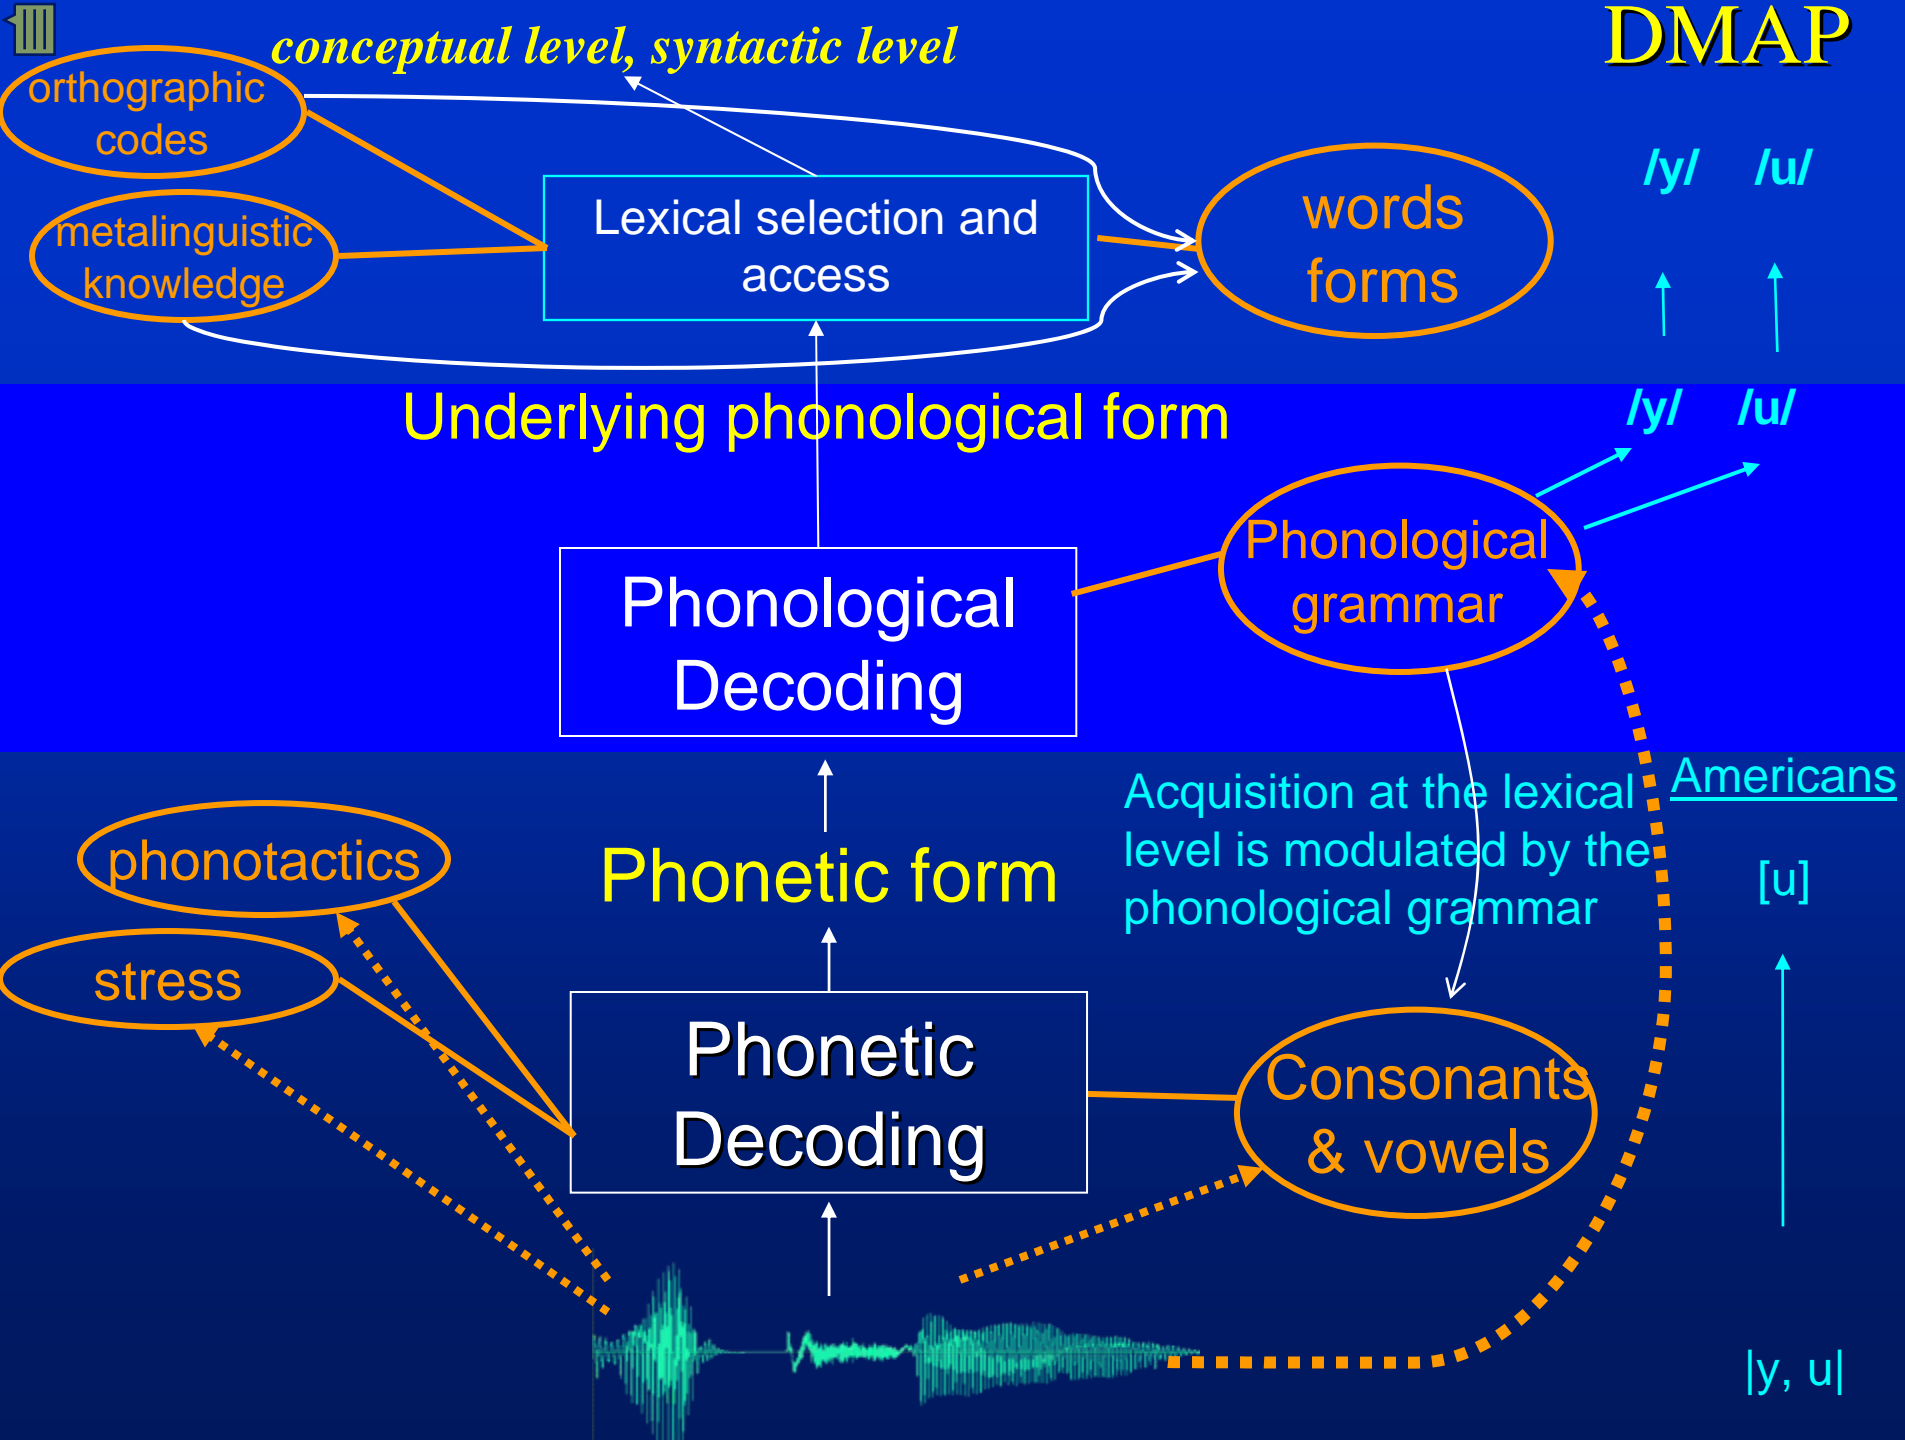 DMAP
conceptual level, syntactic level
orthographic
codes
metalinguistic
knowledge
Lexical selection and
access
words
forms
/y/ /u/
Underlying phonological form
/y/ /u/
Phonological
Decoding
Phonological
grammar
Acquisition at the lexical
level is modulated by the
phonological grammar
Americans
phonotactics
Phonetic form
[u]
stress
Phonetic
Decoding
Consonants
& vowels
|y, u|